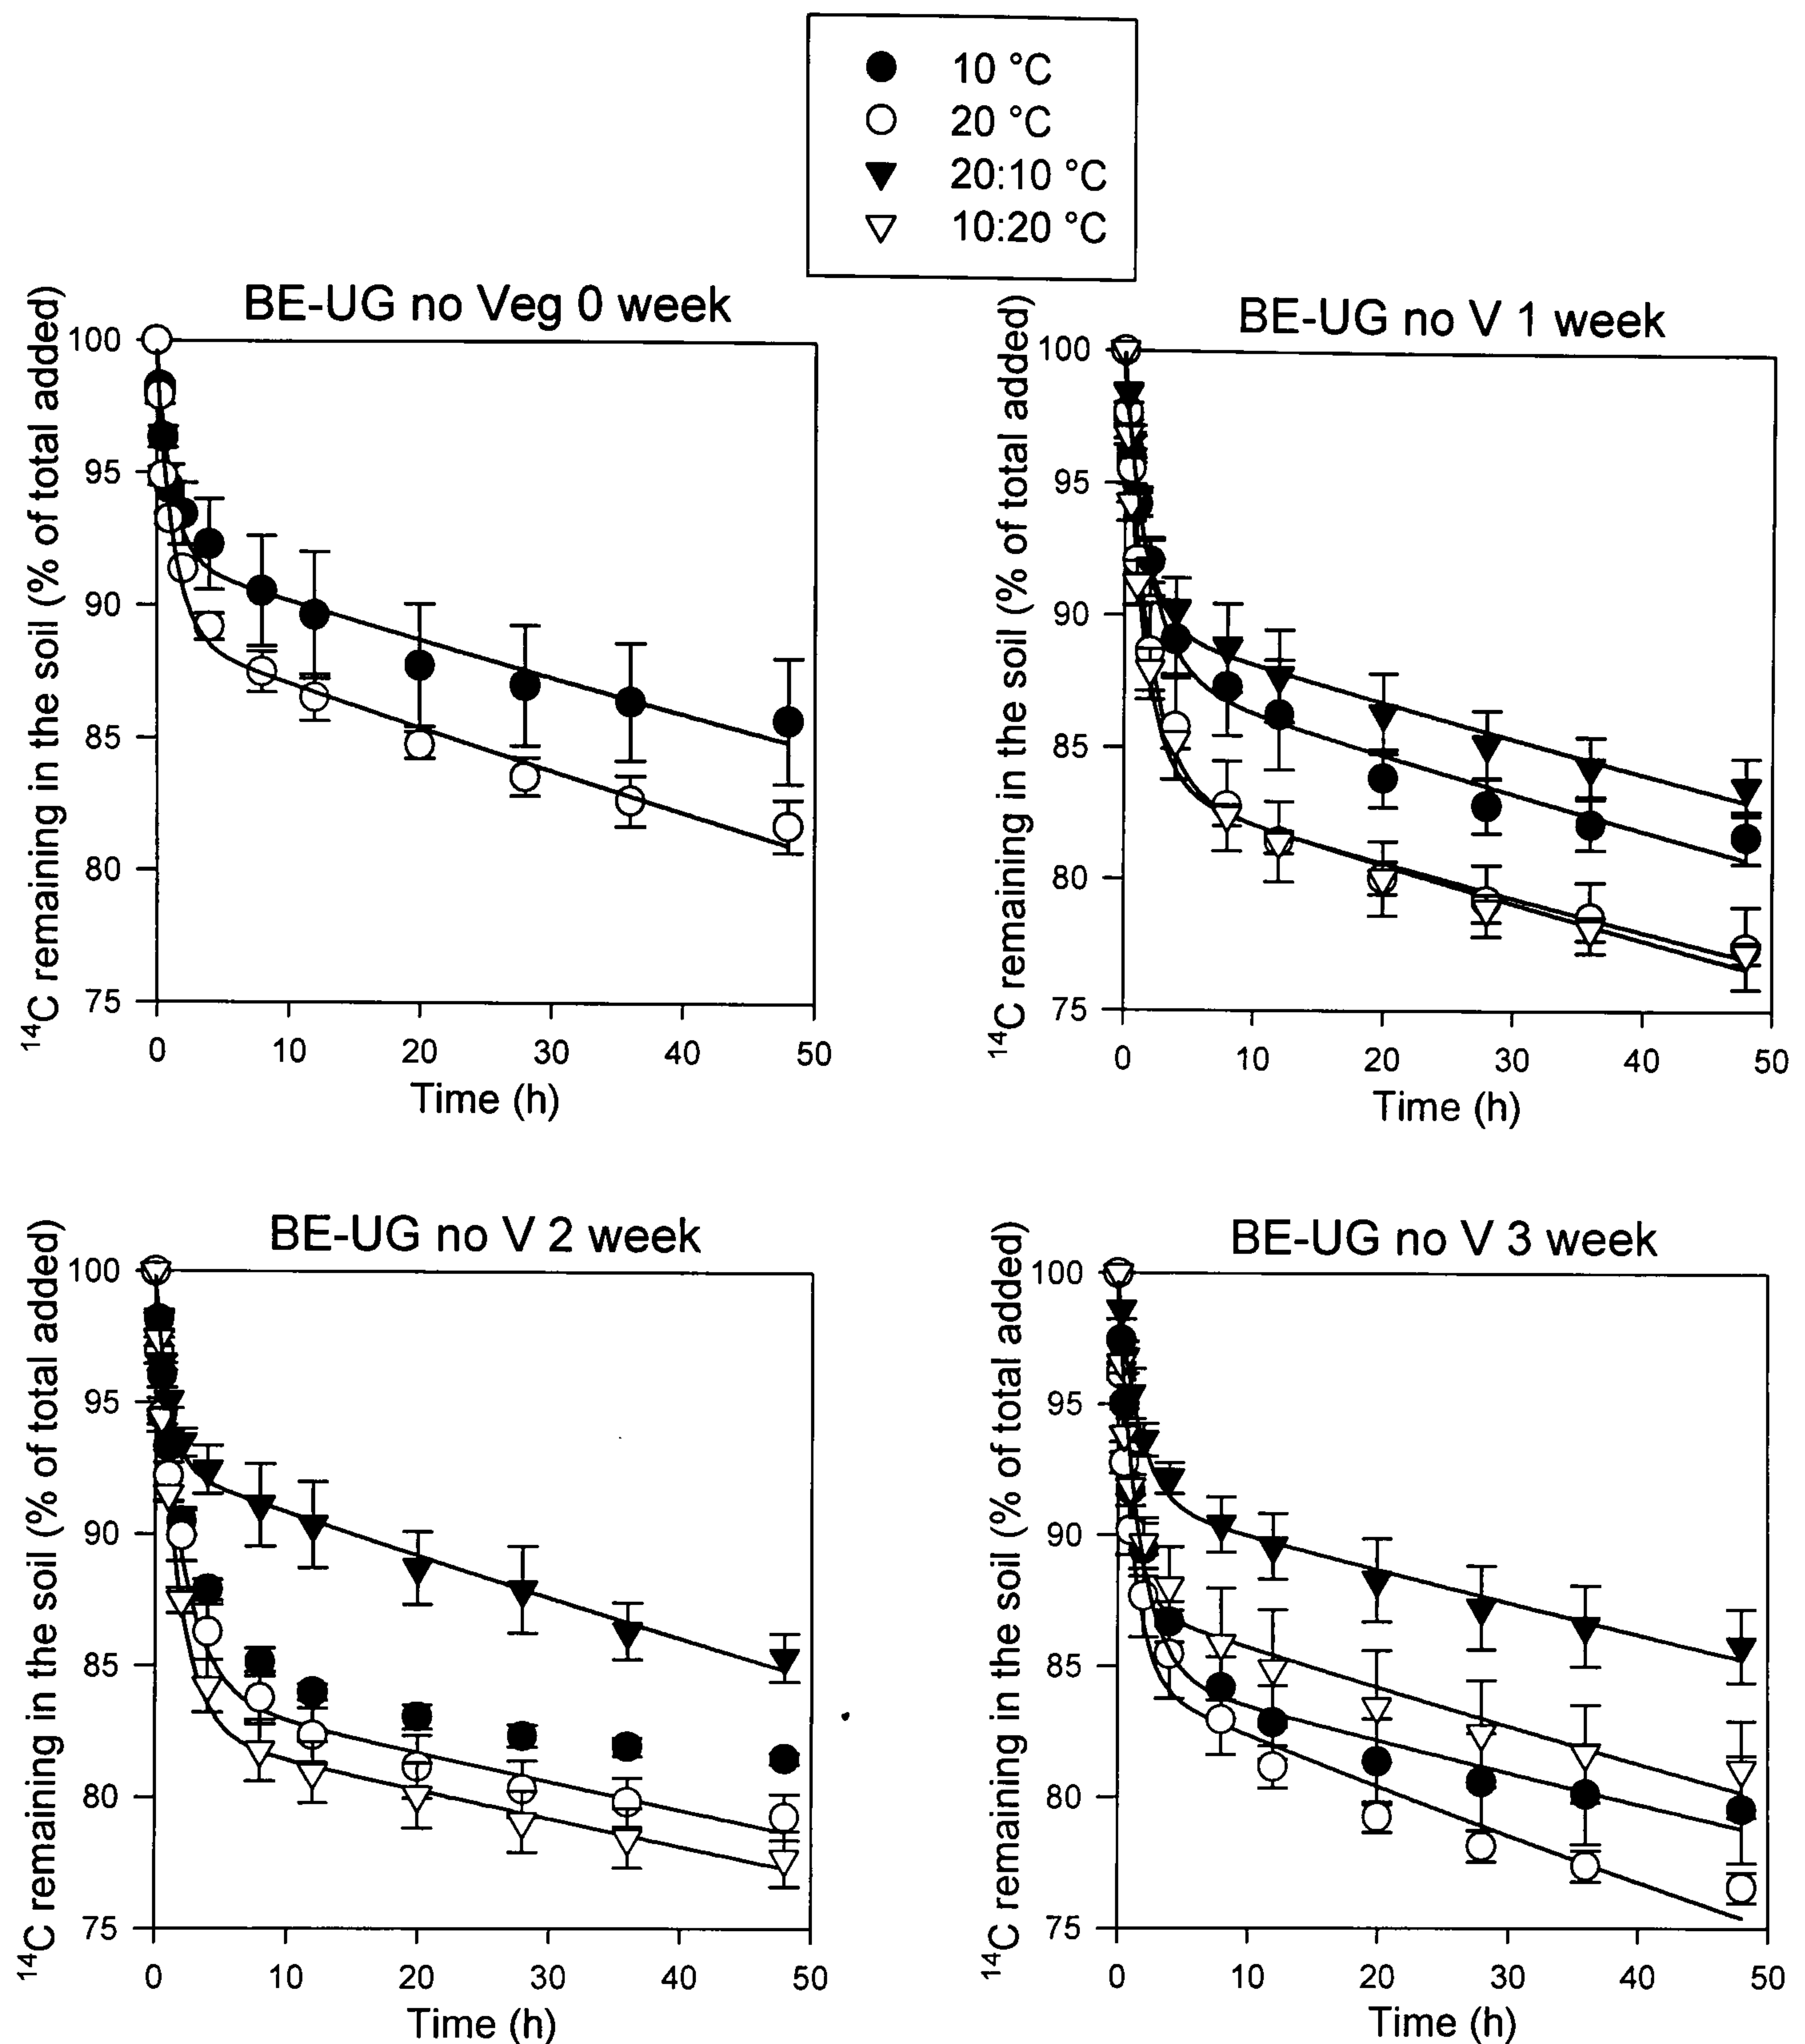 10 °C
20 °C
20:10 °C
10:20 °C
BE-UG no Veg 0 week
¹⁴C remaining in the soil (% of total added)
100
95
90
85
80
75
0 10 20 30 40 50
Time (h)
BE-UG no V 1 week
¹⁴C remaining in the soil (% of total added)
100
95
90
85
80
75
0 10 20 30 40 50
Time (h)
BE-UG no V 2 week
¹⁴C remaining in the soil (% of total added)
100
95
90
85
80
75
0 10 20 30 40 50
Time (h)
BE-UG no V 3 week
¹⁴C remaining in the soil (% of total added)
100
95
90
85
80
75
0 10 20 30 40 50
Time (h)